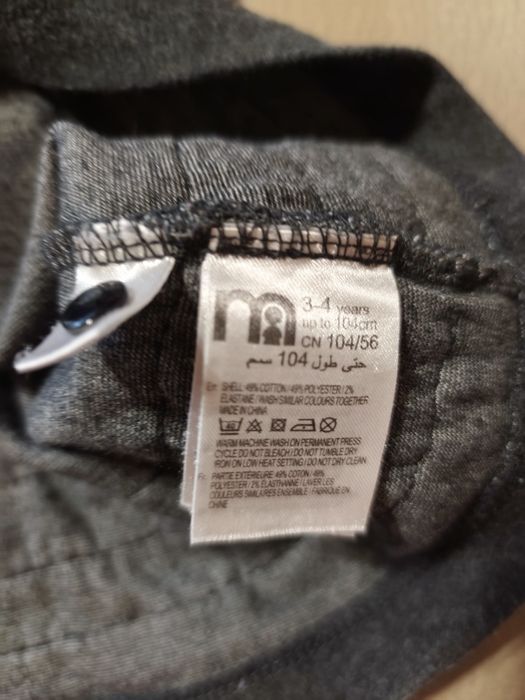 3-4 years
up to 104cm
CN 104/56
حتى طول 104 سم
En: SHELL 49% COTTON / 49% POLYESTER / 2%
ELASTANE / WASH SIMILAR COLOURS TOGETHER
MADE IN CHINA
WARM MACHINE WASH ON PERMANENT PRESS
CYCLE DO NOT BLEACH / DO NOT TUMBLE DRY
IRON ON LOW HEAT SETTING / DO NOT DRY CLEAN
Fr: PARTIE EXTERIEURE 49% COTON / 49%
POLYESTER / 2% ELASTHANNE / LAVER LES
COULEURS SIMILAIRES ENSEMBLE / FABRIQUE EN
CHINE